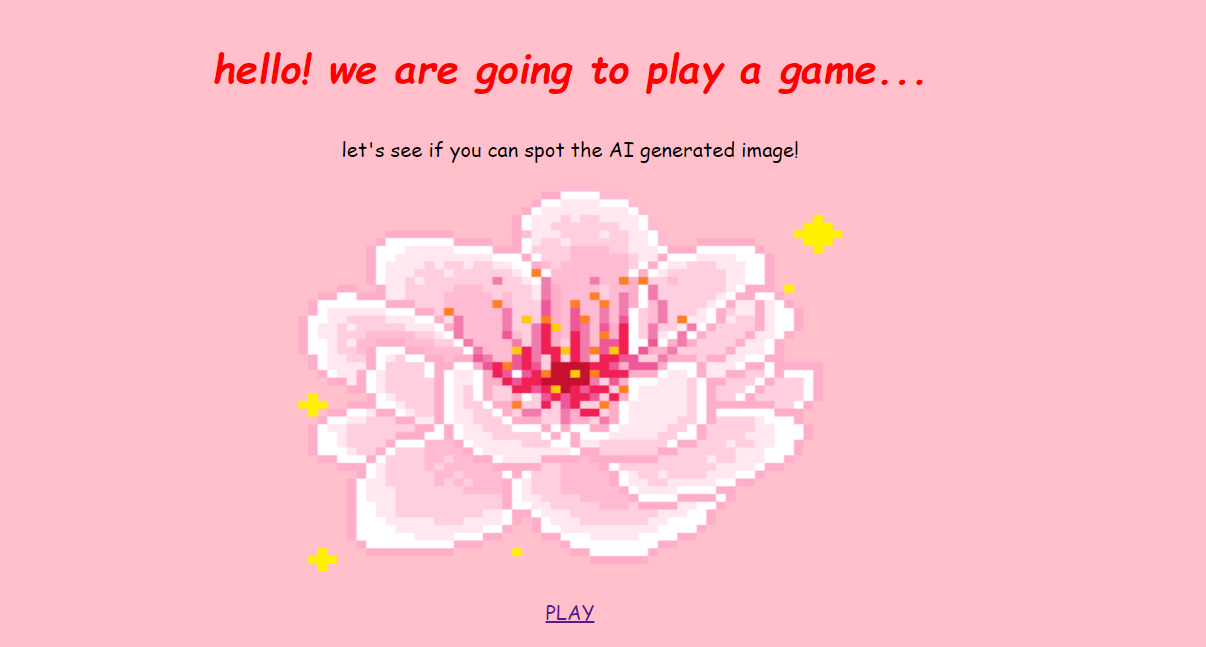 hello! we are going to play a game...
let's see if you can spot the AI generated image!
PLAY